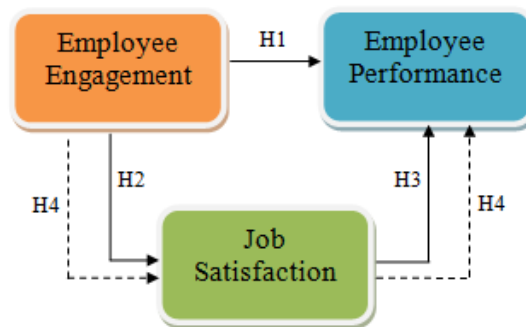 Employee
Engagement
H1
Employee
Performance
H4
H2
H3
H4
Job
Satisfaction